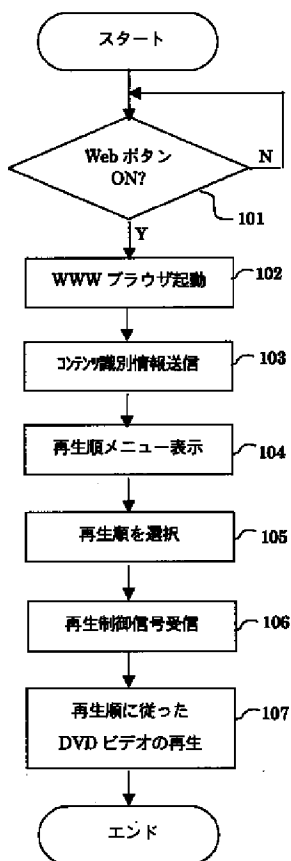 スタート
Web ボタン
ON?
N
101
Y
WWW ブラウザ起動
102
コンテンツ識別情報送信
103
再生順メニュー表示
104
再生順を選択
105
再生制御信号受信
106
再生順に従った
DVD ビデオの再生
107
エンド